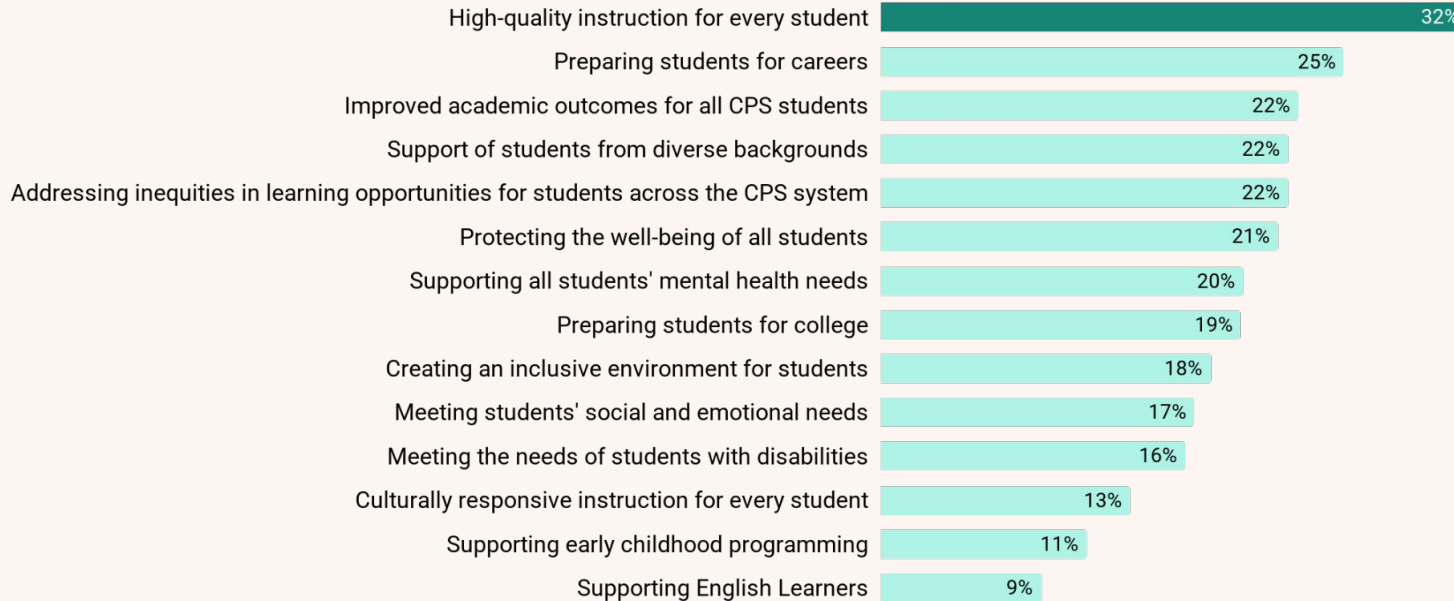 High-quality instruction for every student 32%
Preparing students for careers 25%
Improved academic outcomes for all CPS students 22%
Support of students from diverse backgrounds 22%
Addressing inequities in learning opportunities for students across the CPS system 22%
Protecting the well-being of all students 21%
Supporting all students' mental health needs 20%
Preparing students for college 19%
Creating an inclusive environment for students 18%
Meeting students' social and emotional needs 17%
Meeting the needs of students with disabilities 16%
Culturally responsive instruction for every student 13%
Supporting early childhood programming 11%
Supporting English Learners 9%